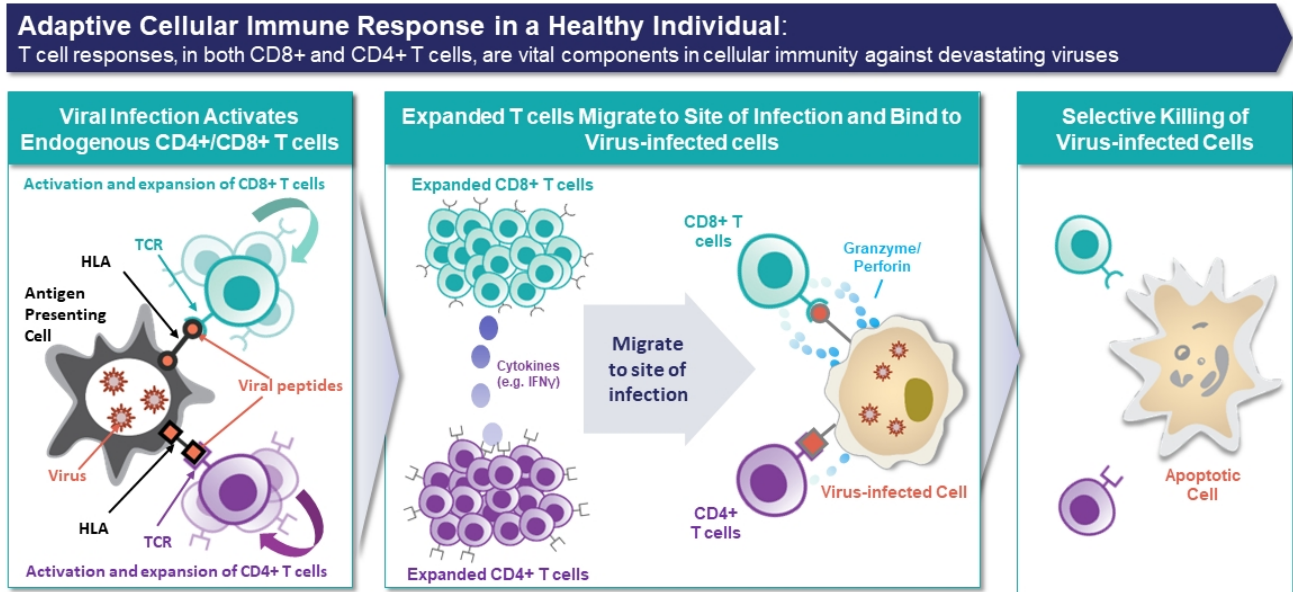 Adaptive Cellular Immune Response in a Healthy Individual:
T cell responses, in both CD8+ and CD4+ T cells, are vital components in cellular immunity against devastating viruses
Viral Infection Activates
Endogenous CD4+/CD8+ T cells
Activation and expansion of CD8+ T cells
TCR
HLA
Antigen
Presenting
Cell
Viral peptides
Virus
HLA
TCR
Activation and expansion of CD4+ T cells
Expanded T cells Migrate to Site of Infection and Bind to
Virus-infected cells
Expanded CD8+ T cells
Cytokines
(e.g. IFNγ)
Expanded CD4+ T cells
Migrate
to site of
infection
CD8+ T
cells
Granzyme/
Perforin
Virus-infected Cell
CD4+
T cells
Selective Killing of
Virus-infected Cells
Apoptotic
Cell